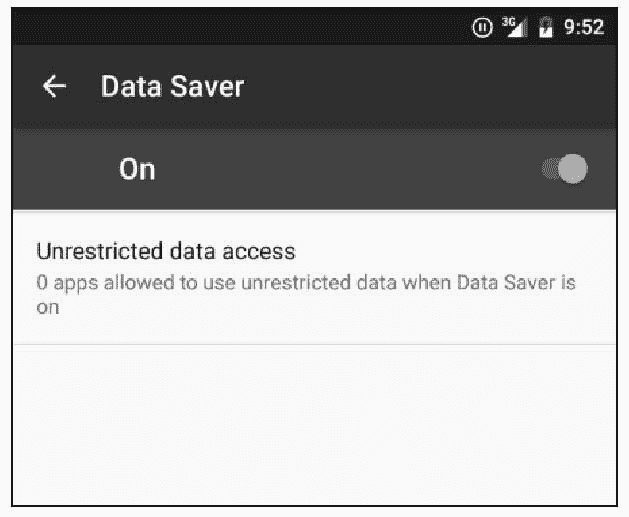 3G 9:52
Data Saver
On
Unrestricted data access
0 apps allowed to use unrestricted data when Data Saver is
on